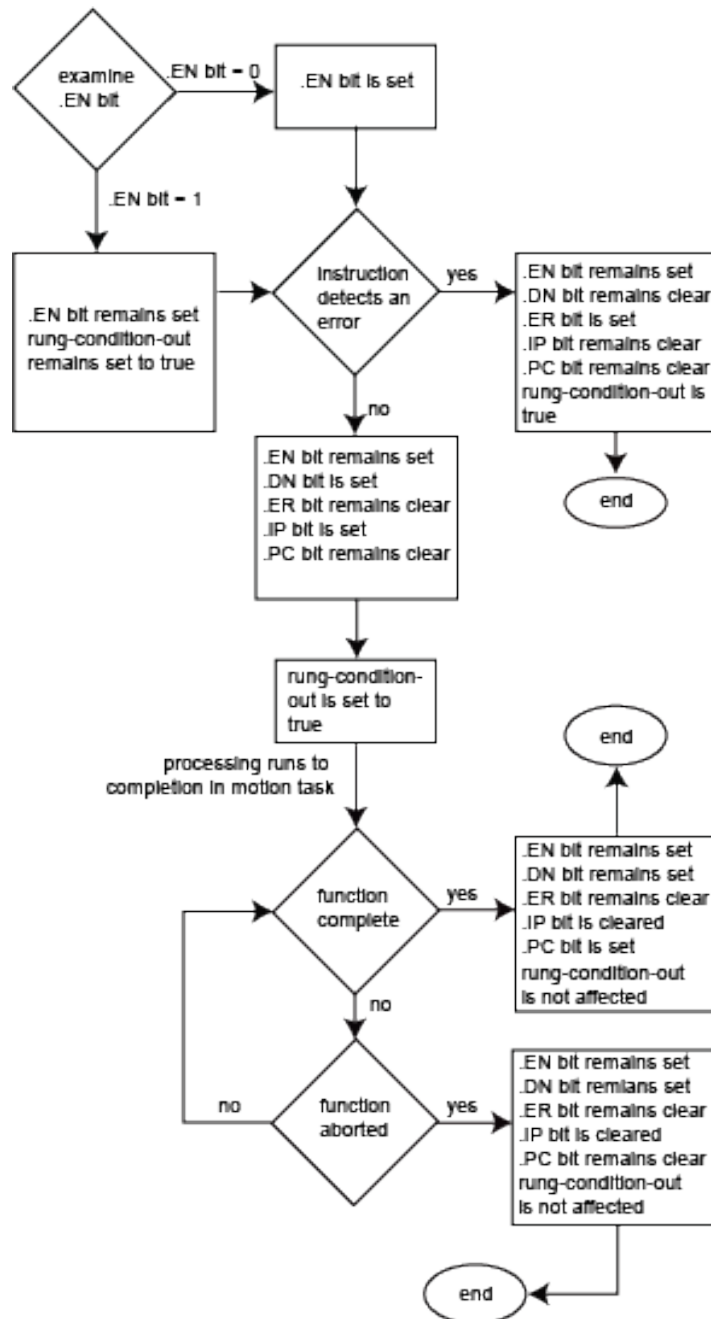 examine
.EN bit
.EN bit = 0
.EN bit is set
.EN bit = 1
.EN bit remains set
rung-condition-out
remains set to true
Instruction
detects an
error
yes
.EN bit remains set
.DN bit remains clear
.ER bit is set
.IP bit remains clear
.PC bit remains clear
rung-condition-out is
true
end
no
.EN bit remains set
.DN bit is set
.ER bit remains clear
.IP bit is set
.PC bit remains clear
rung-condition-
out is set to
true
processing runs to
completion in motion task
end
function
complete
yes
.EN bit remains set
.DN bit remains set
.ER bit remains clear
.IP bit is cleared
.PC bit is set
rung-condition-out
is not affected
no
function
aborted
no
yes
.EN bit remains set
.DN bit remians set
.ER bit remains clear
.IP bit is cleared
.PC bit remains clear
rung-condition-out
is not affected
end